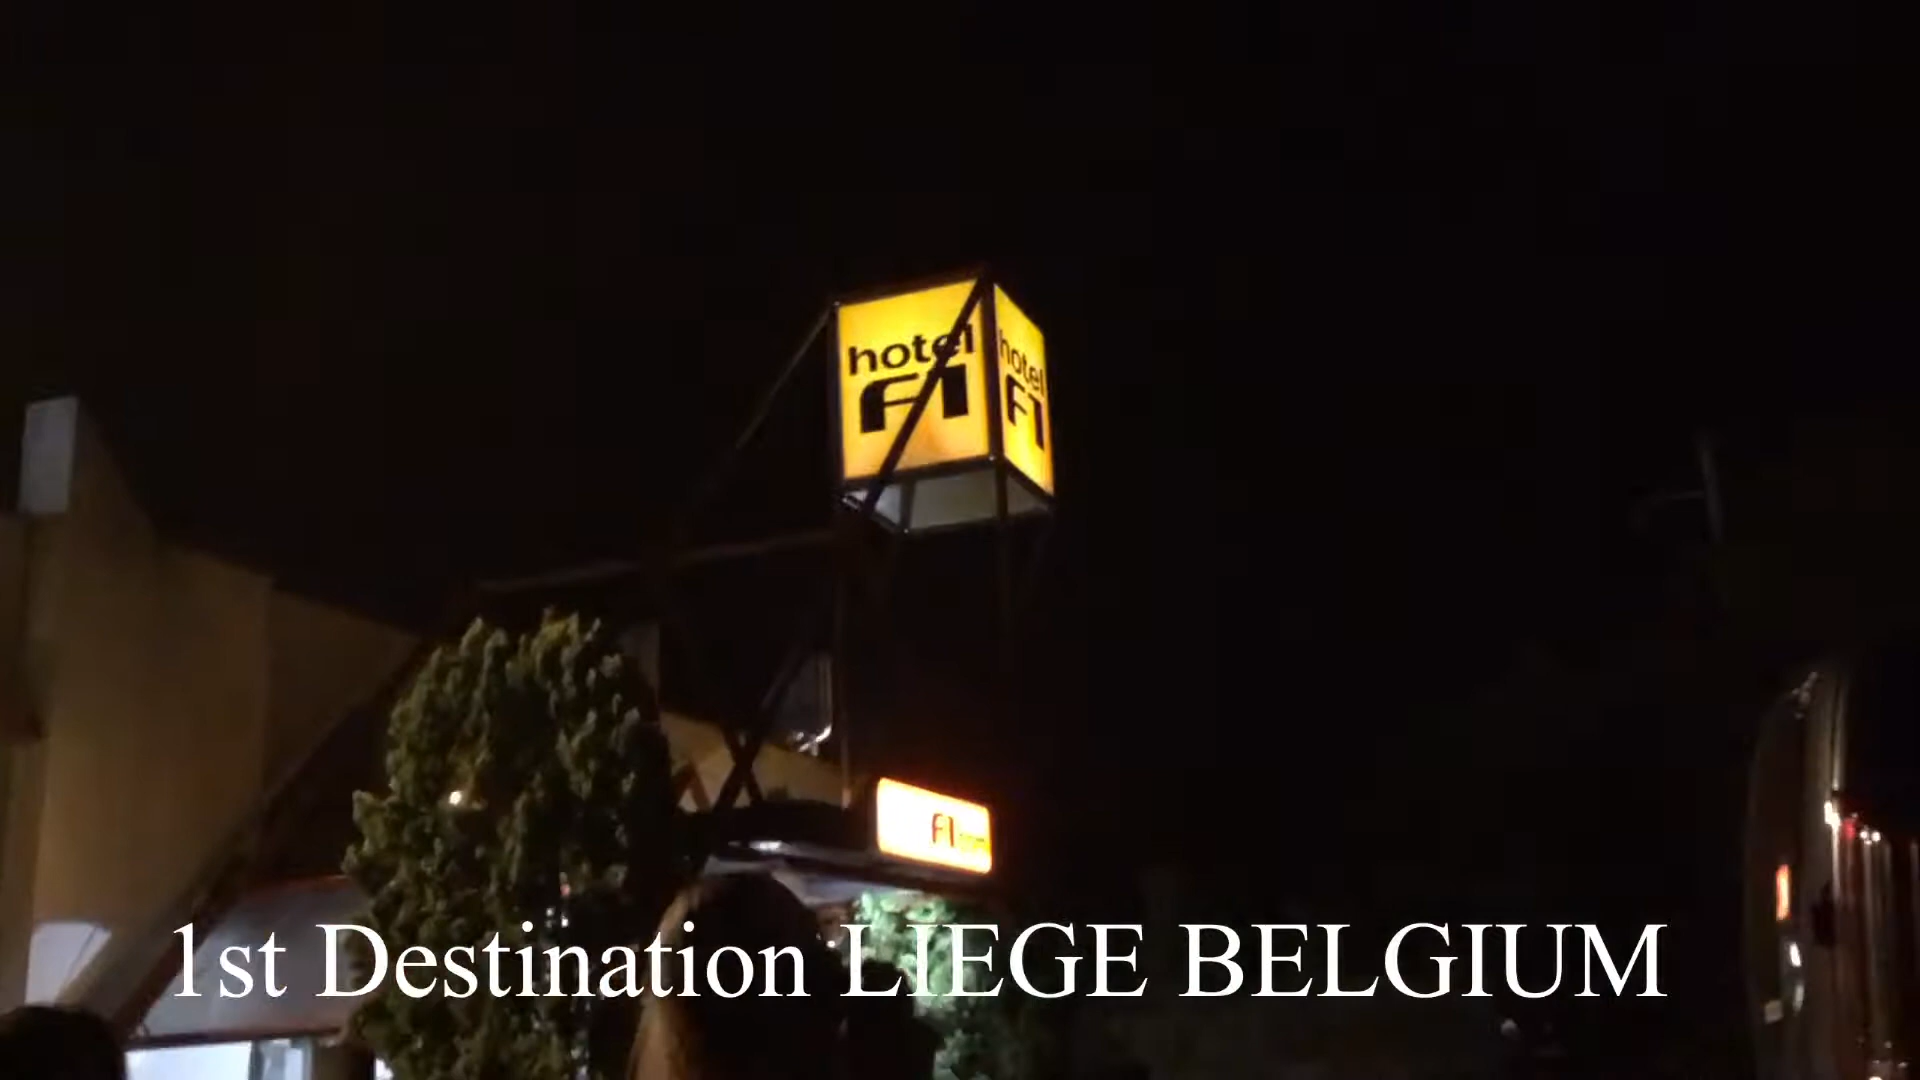 hotel
F1
hotel
F1
f1
1st Destination LIEGE BELGIUM